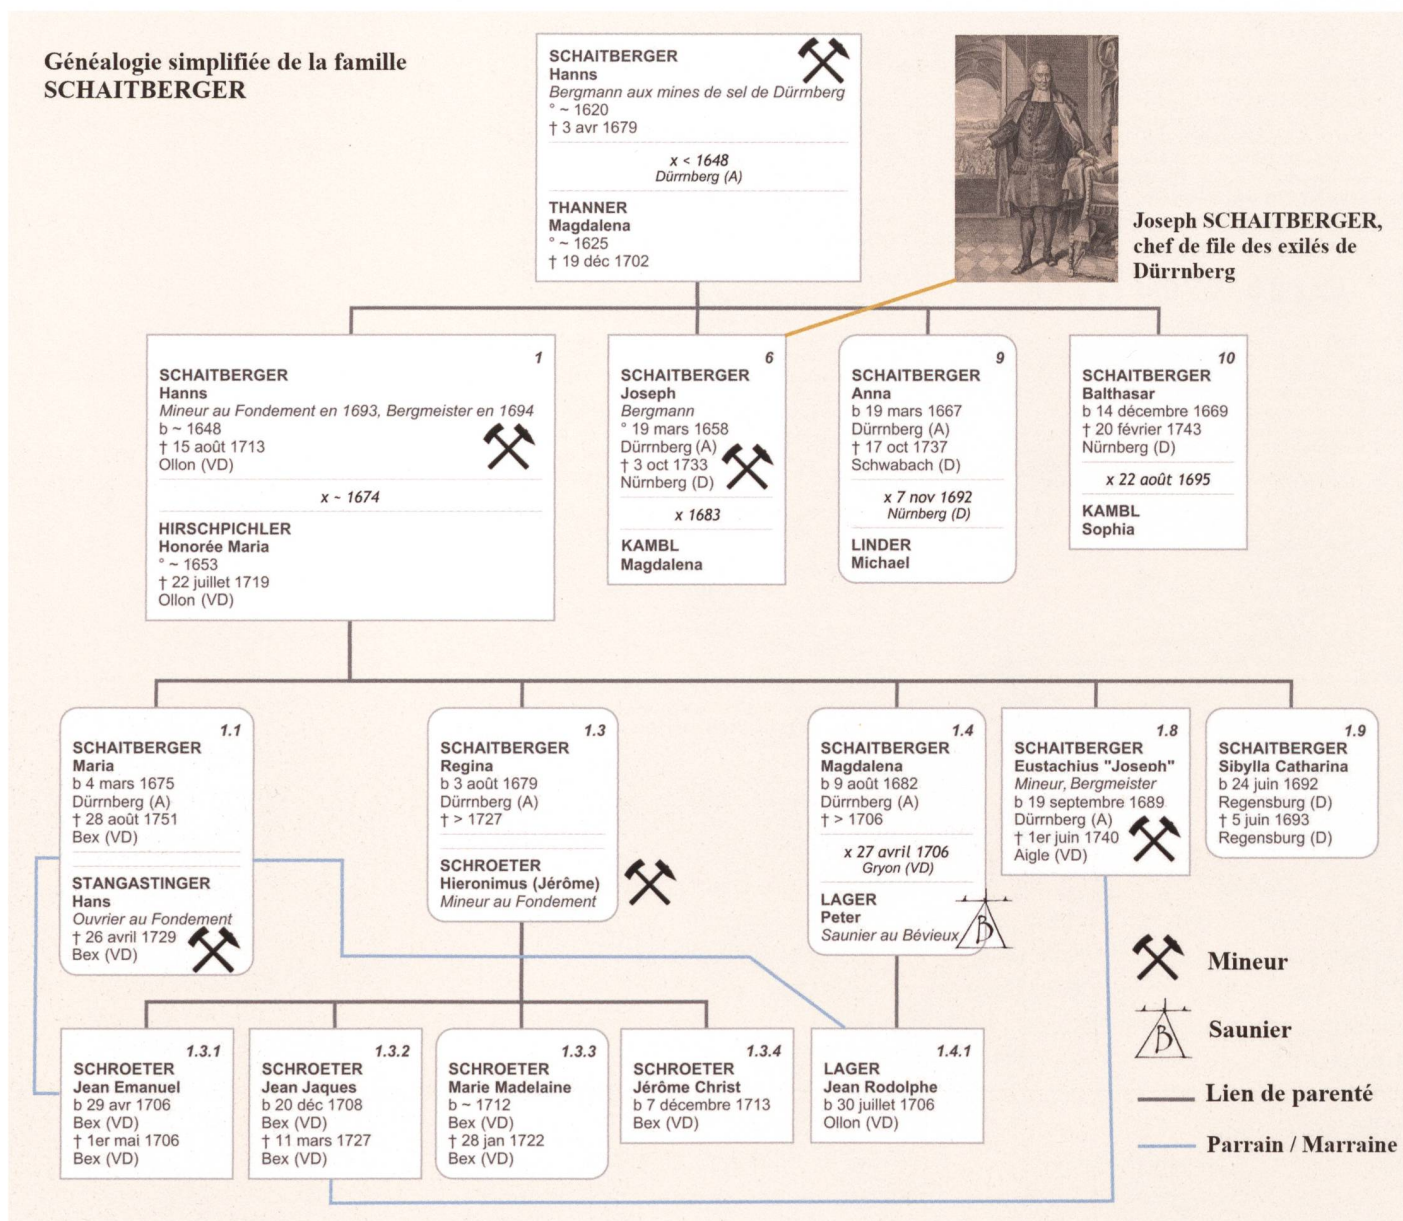 Généalogie simplifiée de la famille
SCHAITBERGER
SCHAITBERGER
Hanns
Bergmann aux mines de sel de Dürrnberg
° ~ 1620
† 3 avr 1679
x < 1648
Dürrnberg (A)
THANNER
Magdalena
° ~ 1625
† 19 déc 1702
Joseph SCHAITBERGER,
chef de file des exilés de
Dürrnberg
1
SCHAITBERGER
Hanns
Mineur au Fondement en 1693, Bergmeister en 1694
b ~ 1648
† 15 août 1713
Ollon (VD)
x ~ 1674
HIRSCHPICHLER
Honorée Maria
° ~ 1653
† 22 juillet 1719
Ollon (VD)
6
SCHAITBERGER
Joseph
Bergmann
° 19 mars 1658
Dürrnberg (A)
† 3 oct 1733
Nürnberg (D)
x 1683
KAMBL
Magdalena
9
SCHAITBERGER
Anna
b 19 mars 1667
Dürrnberg (A)
† 17 oct 1737
Schwabach (D)
x 7 nov 1692
Nürnberg (D)
LINDER
Michael
10
SCHAITBERGER
Balthasar
b 14 décembre 1669
† 20 février 1743
Nürnberg (D)
x 22 août 1695
KAMBL
Sophia
1.1
SCHAITBERGER
Maria
b 4 mars 1675
Dürrnberg (A)
† 28 août 1751
Bex (VD)
STANGASTINGER
Hans
Ouvrier au Fondement
† 26 avril 1729
Bex (VD)
1.3
SCHAITBERGER
Regina
b 3 août 1679
Dürrnberg (A)
† > 1727
SCHROETER
Hieronimus (Jérôme)
Mineur au Fondement
1.4
SCHAITBERGER
Magdalena
b 9 août 1682
Dürrnberg (A)
† > 1706
x 27 avril 1706
Gryon (VD)
LAGER
Peter
Saunier au Bévieux
B
1.8
SCHAITBERGER
Eustachius "Joseph"
Mineur, Bergmeister
b 19 septembre 1689
Dürrnberg (A)
† 1er juin 1740
Aigle (VD)
1.9
SCHAITBERGER
Sibylla Catharina
b 24 juin 1692
Regensburg (D)
† 5 juin 1693
Regensburg (D)
1.3.1
SCHROETER
Jean Emanuel
b 29 avr 1706
Bex (VD)
† 1er mai 1706
Bex (VD)
1.3.2
SCHROETER
Jean Jaques
b 20 déc 1708
Bex (VD)
† 11 mars 1727
Bex (VD)
1.3.3
SCHROETER
Marie Madelaine
b ~ 1712
Bex (VD)
† 28 jan 1722
Bex (VD)
1.3.4
SCHROETER
Jérôme Christ
b 7 décembre 1713
Bex (VD)
1.4.1
LAGER
Jean Rodolphe
b 30 juillet 1706
Ollon (VD)
Mineur
B
Saunier
Lien de parenté
Parrain / Marraine